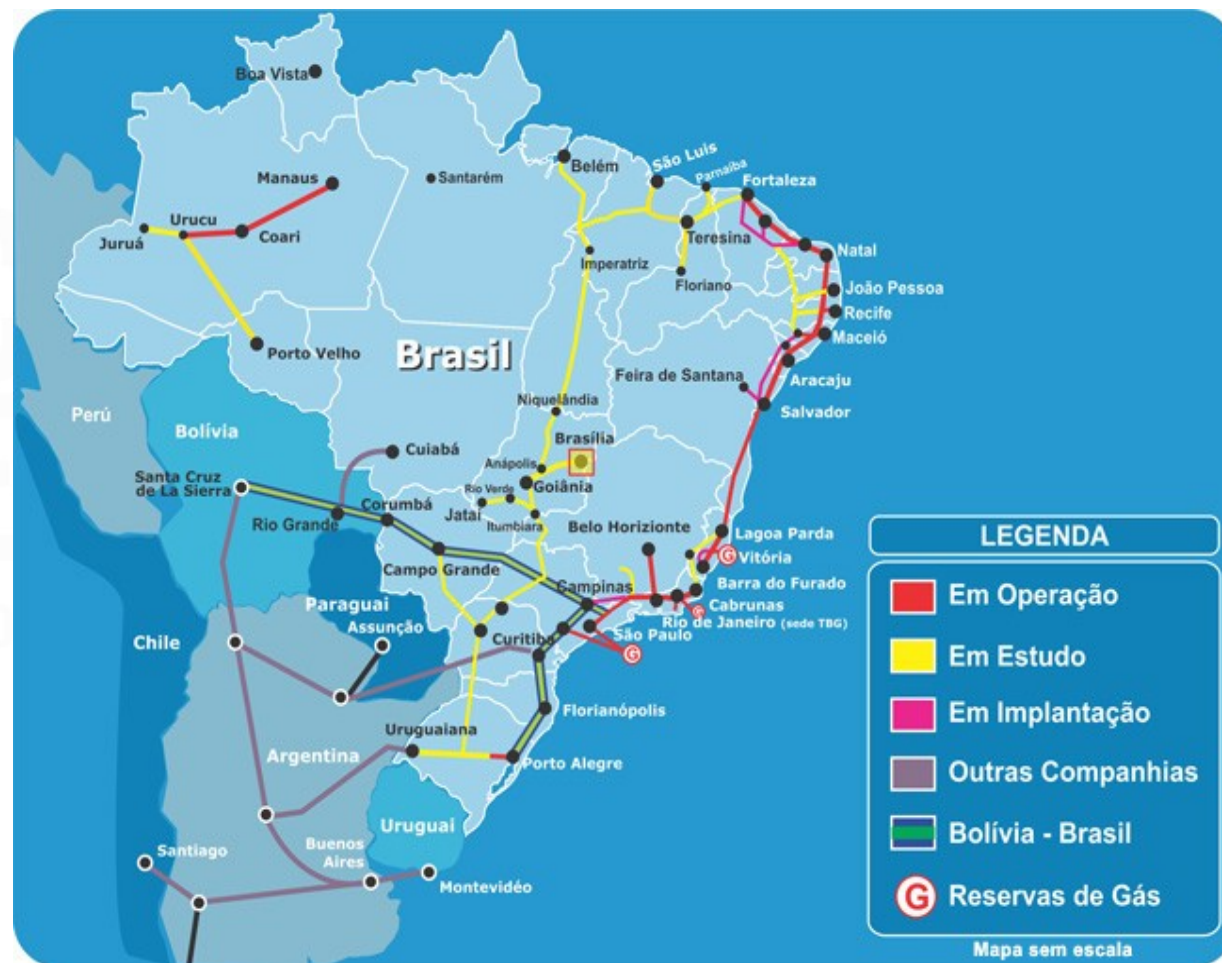 Boa Vista
Belém
São Luis
Parnaíba
Fortaleza
Manaus
Santarém
Urucu
Juruá
Coari
Teresina
Natal
Imperatriz
Floriano
João Pessoa
Recife
Maceió
Porto Velho
Brasil
Feira de Santana
Aracaju
Salvador
Perú
Bolívia
Niquelândia
Cuiabá
Brasília
Anápolis
Santa Cruz
de La Sierra
Goiânia
Rio Verde
Corumbá
Jataí
Itumbiara
Rio Grande
Belo Horizionte
Lagoa Parda
G
Vitória
Campo Grande
Campinas
Barra do Furado
Cabrunas
G
Rio de Janeiro (sede TBG)
Paraguai
Assunção
Chile
Curitiba
São Paulo
G
Florianópolis
Uruguaiana
Argentina
Porto Alegre
Uruguai
Santiago
Buenos
Aires
Montevidéo
LEGENDA
Em Operação
Em Estudo
Em Implantação
Outras Companhias
Bolívia - Brasil
G Reservas de Gás
Mapa sem escala